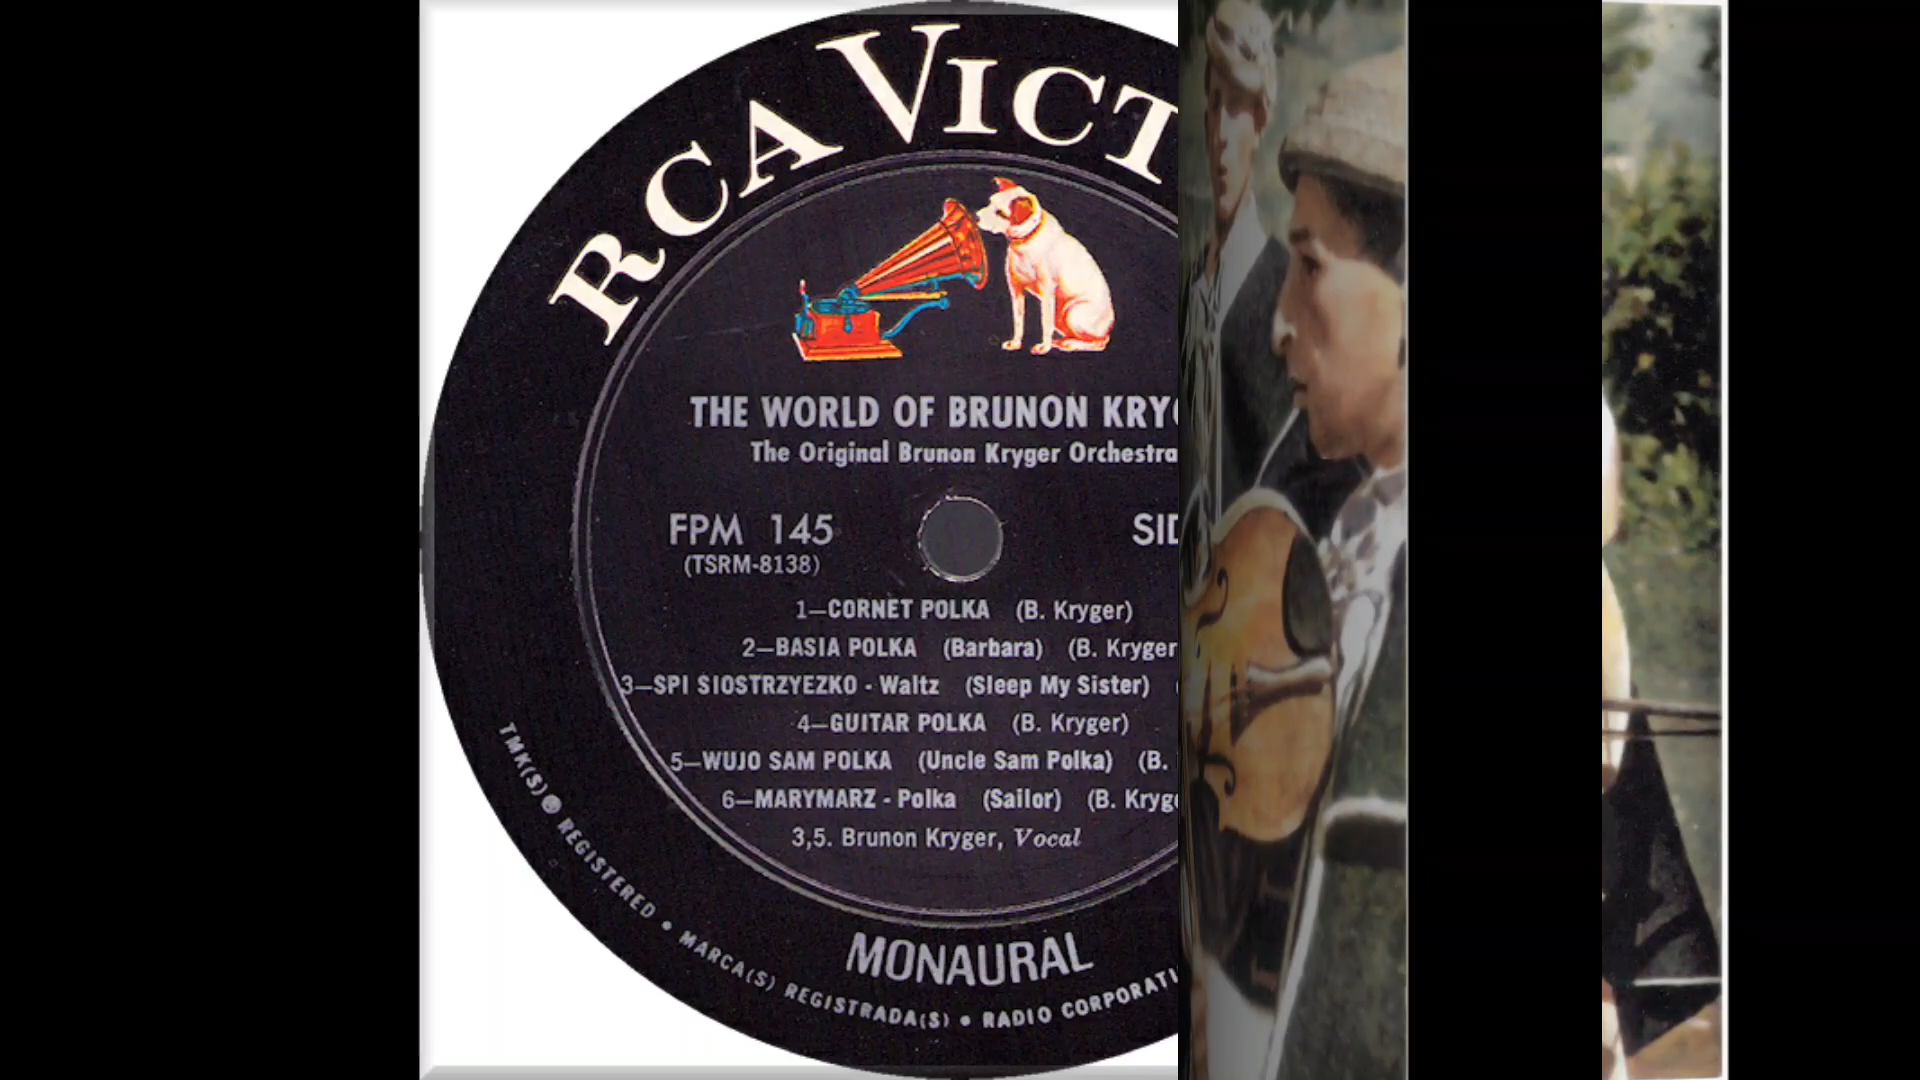 RCA VICT
THE WORLD OF BRUNON KRYG
The Original Brunon Kryger Orchestra
FPM 145
SID
(TSRM-8138)
1—CORNET POLKA (B. Kryger)
2—BASIA POLKA (Barbara) (B. Kryger
3—SPI SIOSTRZYEZKO - Waltz (Sleep My Sister) (
4—GUITAR POLKA (B. Kryger)
5—WUJO SAM POLKA (Uncle Sam Polka) (B.
6—MARYMARZ - Polka (Sailor) (B. Kryge
3,5. Brunon Kryger, Vocal
MONAURAL
TMK(S) ® REGISTERED • MARCA(S) REGISTRADA(S) • RADIO CORPORATI